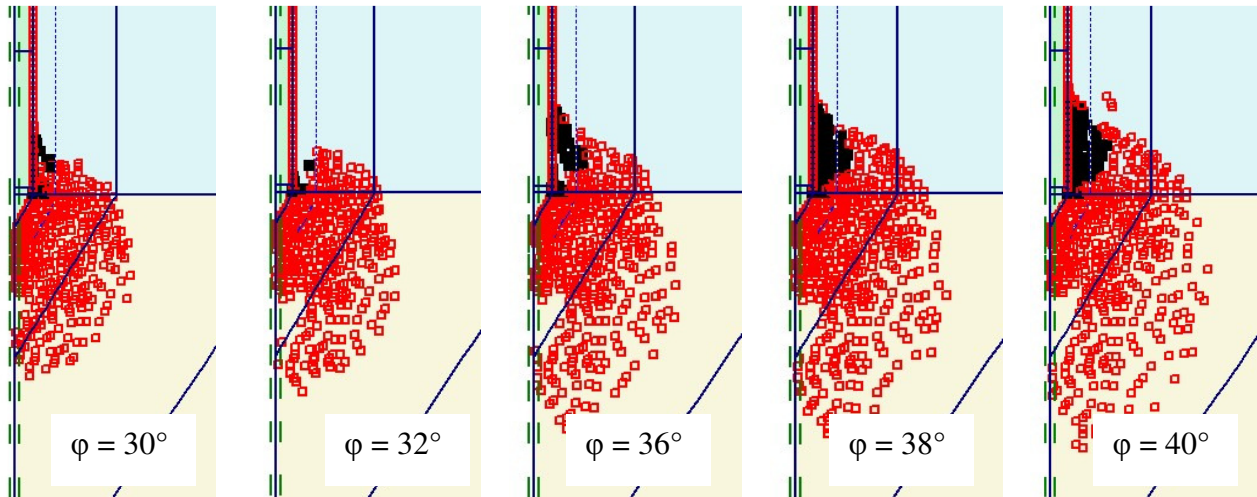 φ = 30°
φ = 32°
φ = 36°
φ = 38°
φ = 40°